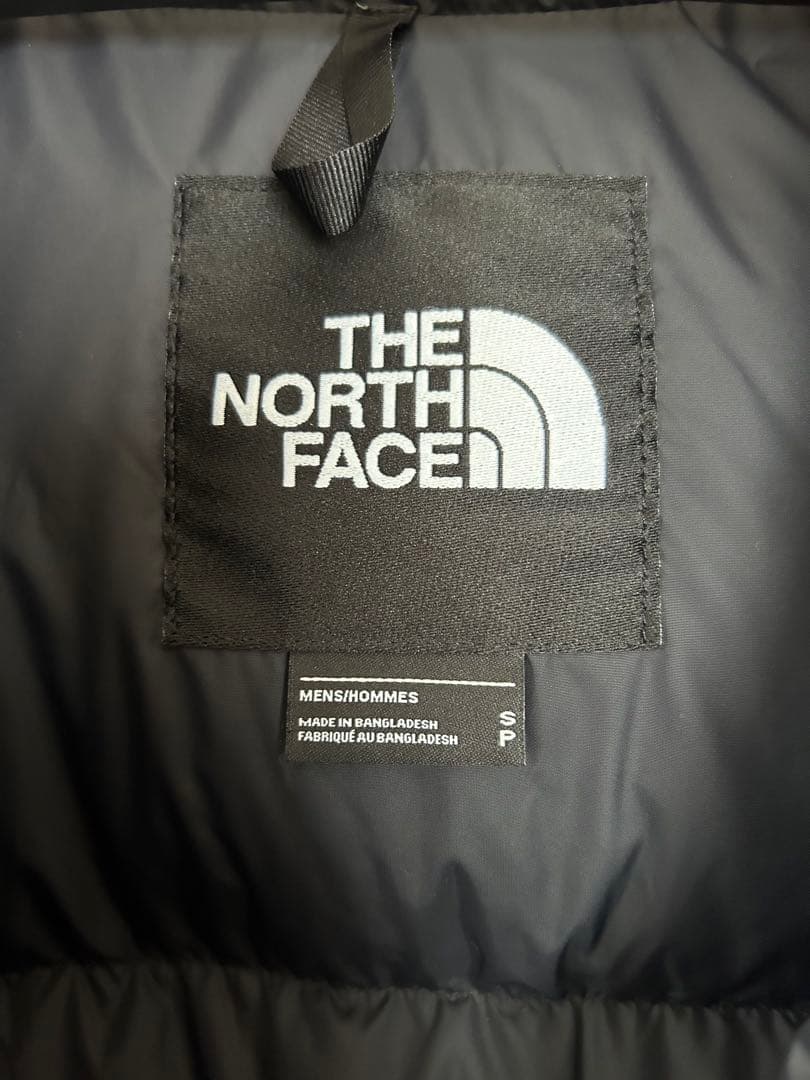 THE
NORTH
FACE
MENS/HOMMES
MADE IN BANGLADESH
FABRIQUÉ AU BANGLADESH
S
P